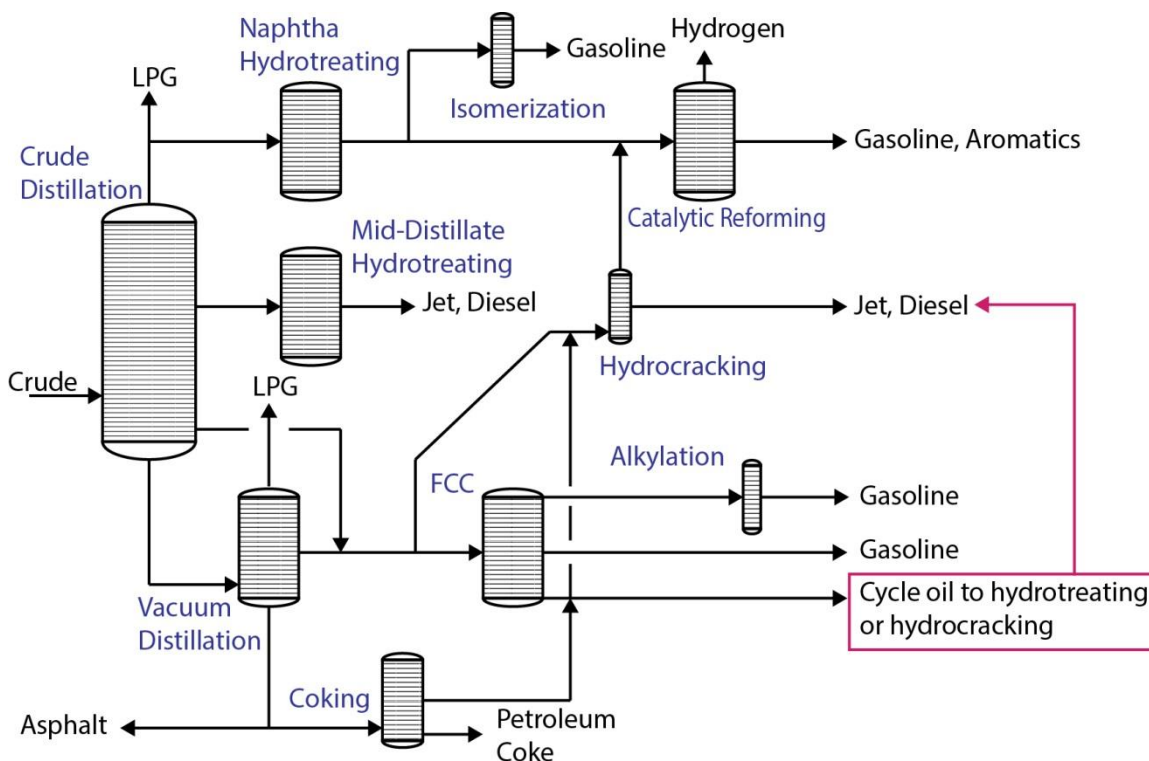 Naphtha
Hydrotreating
Gasoline
Hydrogen
LPG
Isomerization
Crude
Distillation
Gasoline, Aromatics
Catalytic Reforming
Mid-Distillate
Hydrotreating
Jet, Diesel
Jet, Diesel
Hydrocracking
Crude
LPG
Alkylation
FCC
Gasoline
Gasoline
Cycle oil to hydrotreating
or hydrocracking
Vacuum
Distillation
Coking
Asphalt
Petroleum
Coke